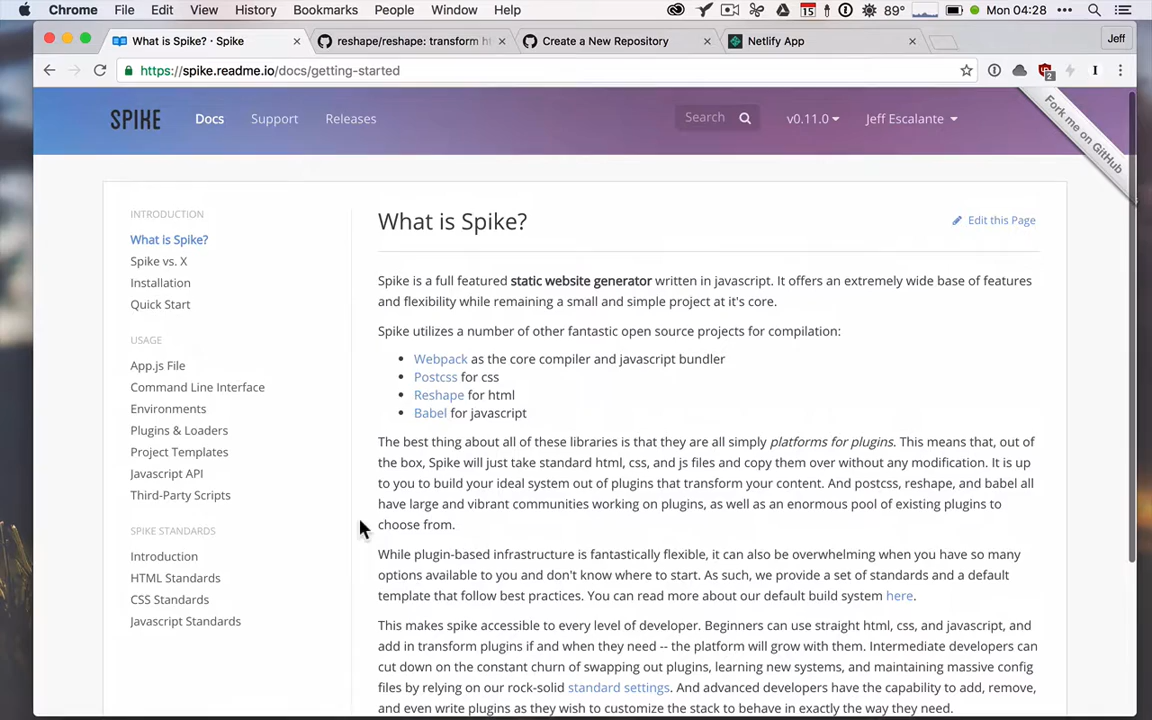 Chrome File Edit View History Bookmarks People Window Help 15 89° Mon 04:28
What is Spike? · Spike
reshape/reshape: transform h
Create a New Repository
Netlify App
Jeff
https://spike.readme.io/docs/getting-started
2
SPIKE Docs Support Releases Search v0.11.0 Jeff Escalante
Fork me on GitHub
INTRODUCTION
What is Spike?
Spike vs. X
Installation
Quick Start
USAGE
App.js File
Command Line Interface
Environments
Plugins & Loaders
Project Templates
Javascript API
Third-Party Scripts
SPIKE STANDARDS
Introduction
HTML Standards
CSS Standards
Javascript Standards
What is Spike?
Edit this Page
Spike is a full featured static website generator written in javascript. It offers an extremely wide base of features
and flexibility while remaining a small and simple project at it's core.
Spike utilizes a number of other fantastic open source projects for compilation:
• Webpack as the core compiler and javascript bundler
• Postcss for css
• Reshape for html
• Babel for javascript
The best thing about all of these libraries is that they are all simply platforms for plugins. This means that, out of
the box, Spike will just take standard html, css, and js files and copy them over without any modification. It is up
to you to build your ideal system out of plugins that transform your content. And postcss, reshape, and babel all
have large and vibrant communities working on plugins, as well as an enormous pool of existing plugins to
choose from.
While plugin-based infrastructure is fantastically flexible, it can also be overwhelming when you have so many
options available to you and don't know where to start. As such, we provide a set of standards and a default
template that follow best practices. You can read more about our default build system here.
This makes spike accessible to every level of developer. Beginners can use straight html, css, and javascript, and
add in transform plugins if and when they need -- the platform will grow with them. Intermediate developers can
cut down on the constant churn of swapping out plugins, learning new systems, and maintaining massive config
files by relying on our rock-solid standard settings. And advanced developers have the capability to add, remove,
and even write plugins as they wish to customize the stack to behave in exactly the way they need.